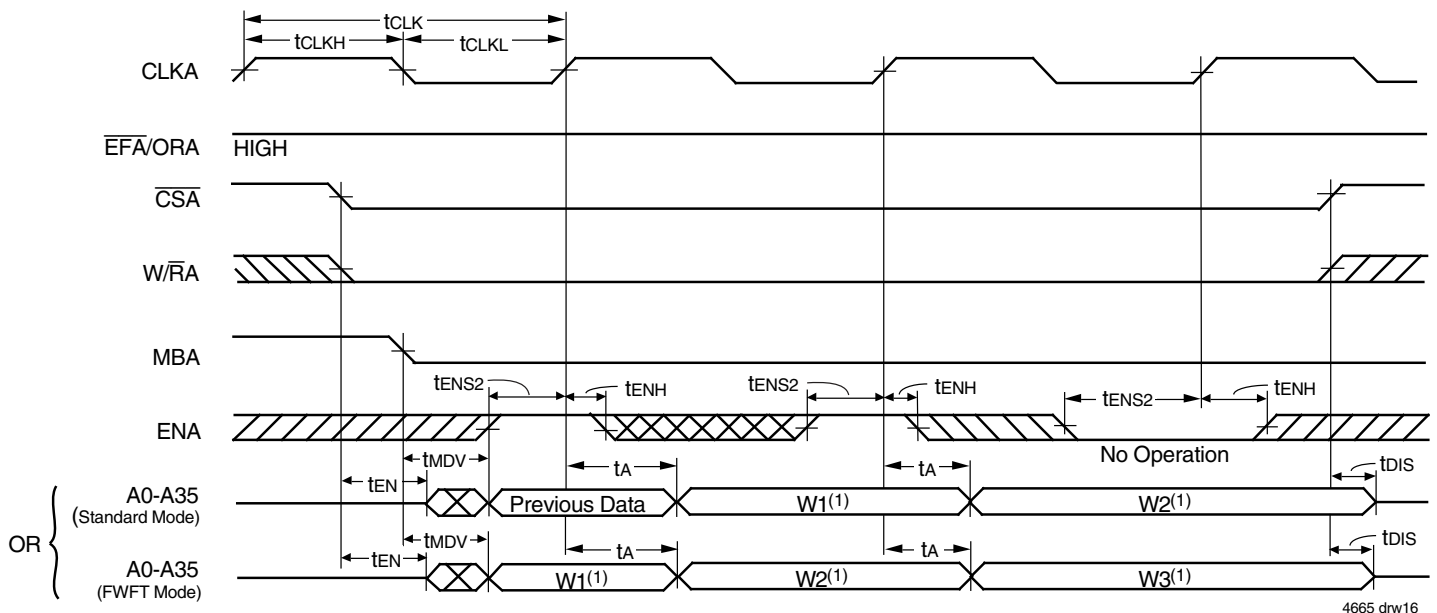 tCLK
tCLKH tCLKL
CLKA
EFA/ORA HIGH
CSA
W/RA
MBA
tENS2 tENH tENS2 tENH tENS2 tENH
ENA
No Operation
tMDV tA tA tDIS
tEN
A0-A35
(Standard Mode)
Previous Data W1(1) W2(1)
OR
tMDV tA tA tDIS
tEN
A0-A35
(FWFT Mode)
W1(1) W2(1) W3(1)
4665 drw16